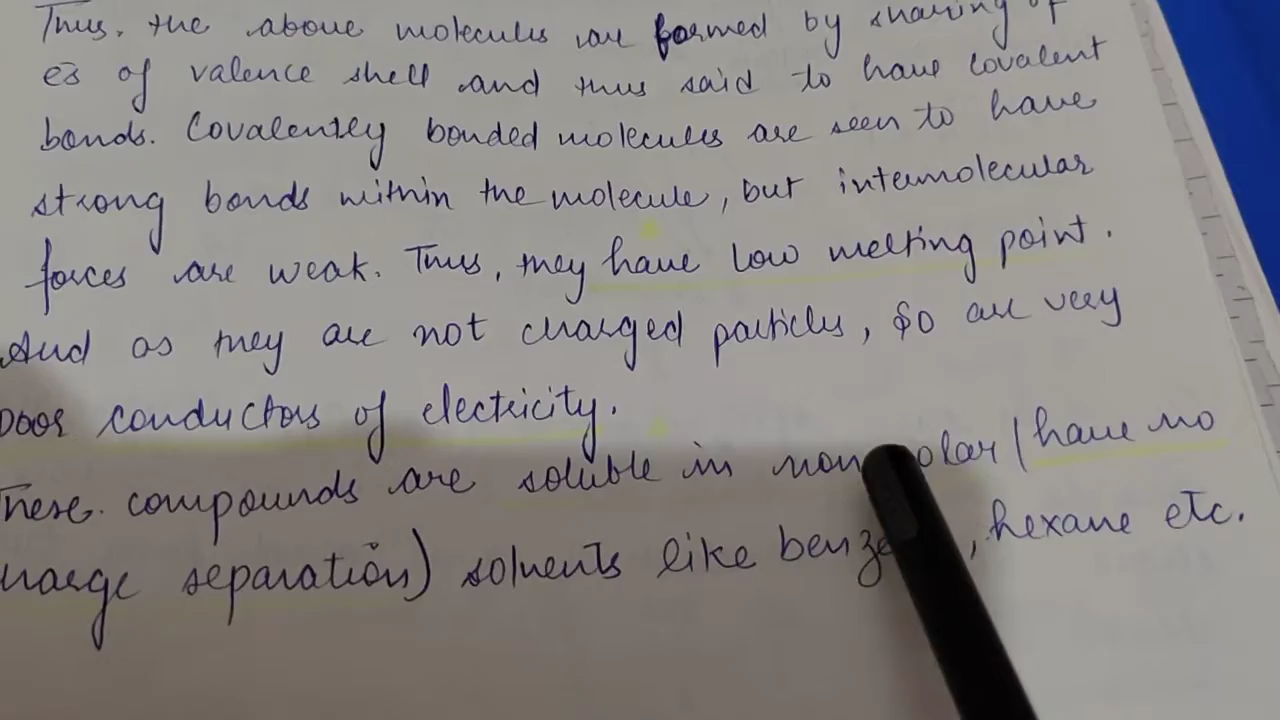 Thus, the above molecules are formed by sharing of
es of valence shell and thus said to have covalent
bonds. Covalently bonded molecules are seen to have
strong bonds within the molecule, but intermolecular
forces are weak. Thus, they have low melting point.
And as they are not charged particles, so are very
poor conductors of electricity.
These compounds are soluble in non polar (have no
charge separation) solvents like benze , hexane etc.